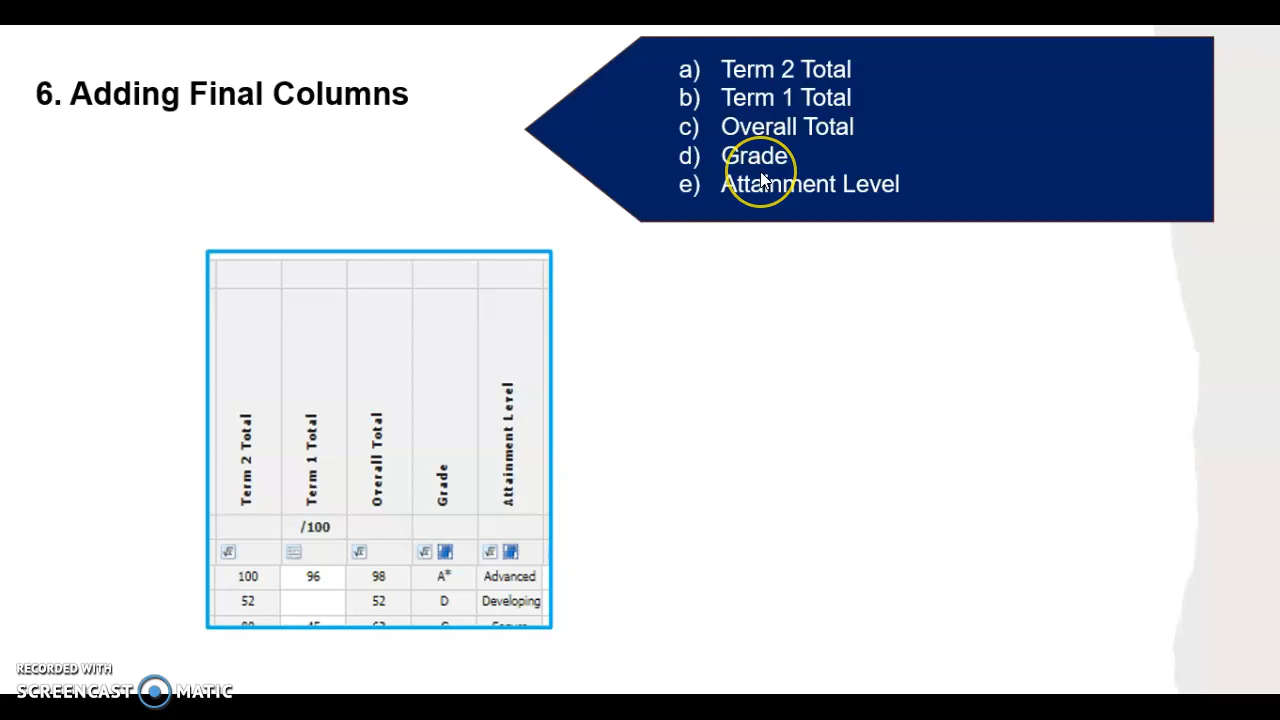 6. Adding Final Columns
a) Term 2 Total
b) Term 1 Total
c) Overall Total
d) Grade
e) Attainment Level
Term 2 Total
Term 1 Total
Overall Total
Grade
Attainment Level
/100
100 96 98 A* Advanced
52 52 D Developing
RECORDED WITH
SCREENCAST MATIC